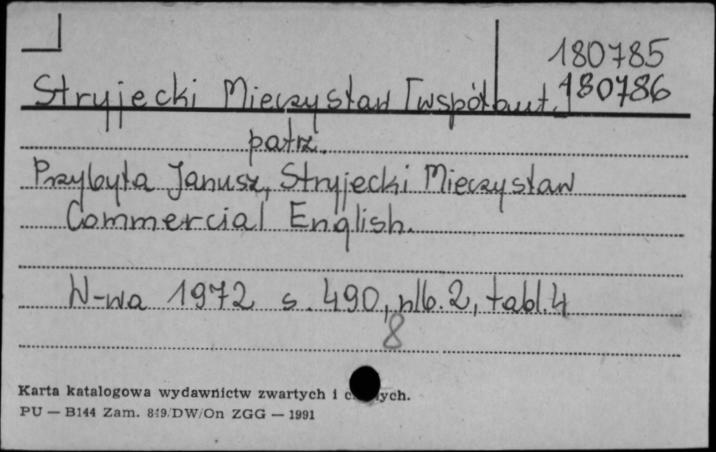 180785
Stryjecki Mieczysław [współaut.] 180786
patrz.
Przybyła Janusz, Stryjecki Mieczysław
Commercial English.
W-wa 1972 s. 490, nlb. 2, tabl. 4
8
Karta katalogowa wydawnictw zwartych i
PU — B144 Zam. 849/DW/On ZGG — 1991